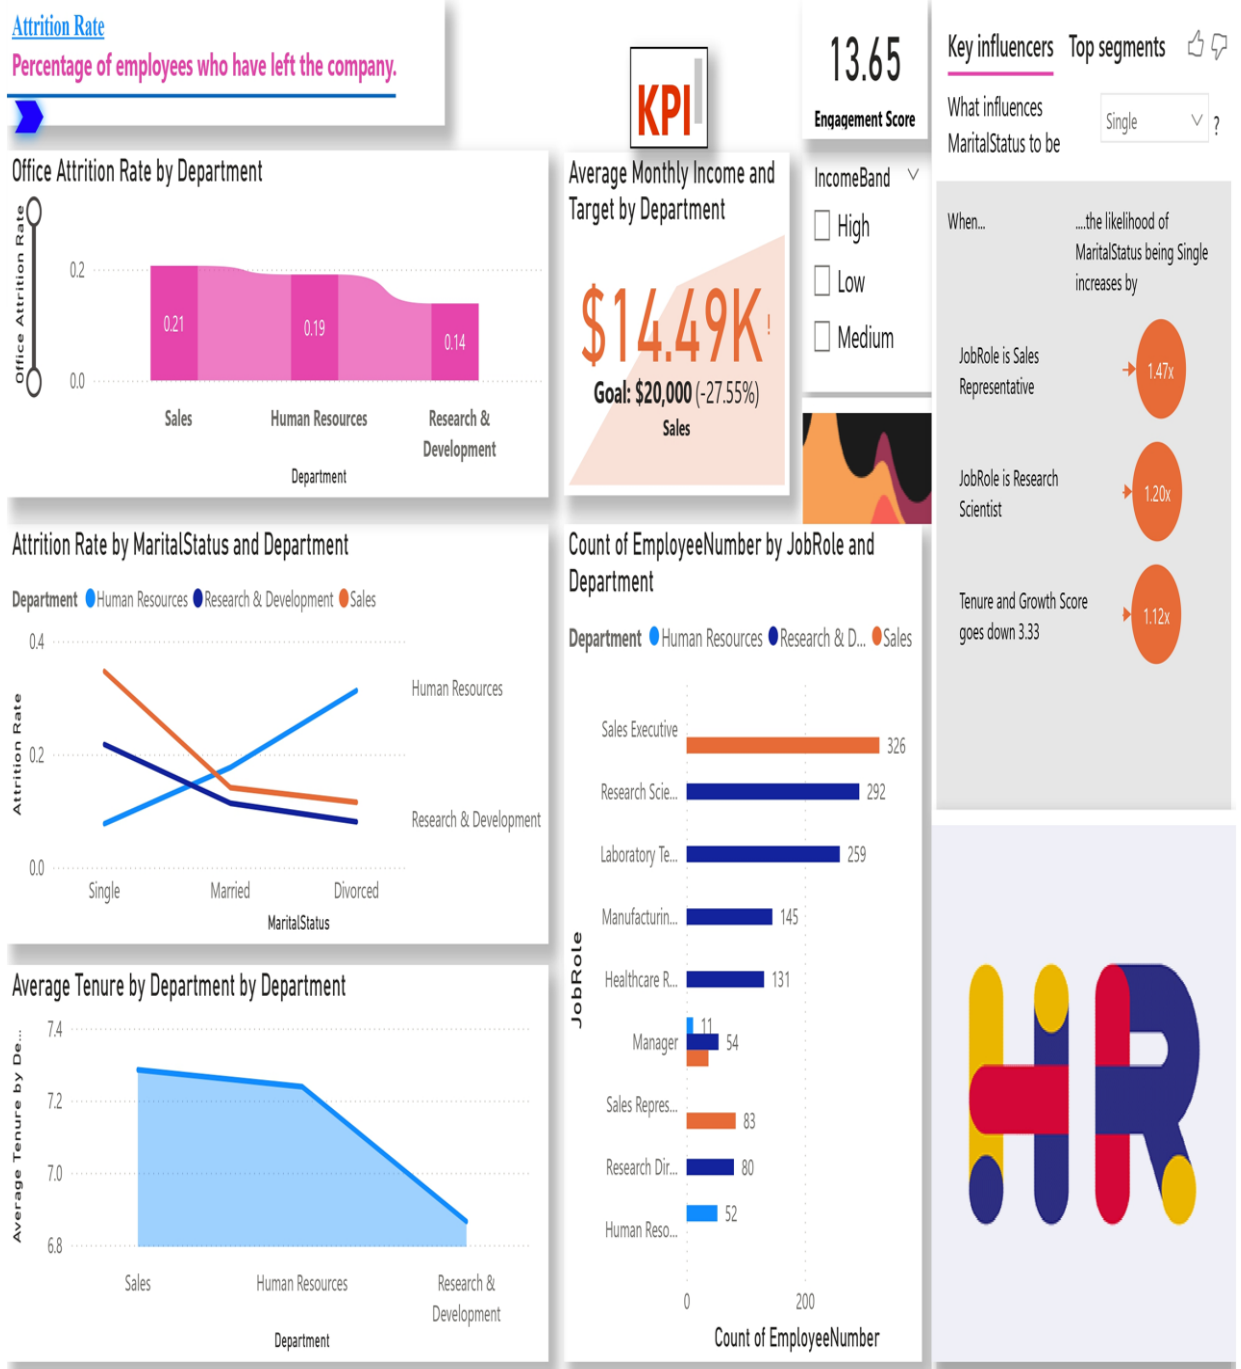 Attrition Rate
Percentage of employees who have left the company.
Office Attrition Rate by Department
Office Attrition Rate
0.2
0.0
0.21
0.19
0.14
Sales
Human Resources
Research &
Development
Department
KPI
Average Monthly Income and
Target by Department
$14.49K!
Goal: $20,000 (-27.55%)
Sales
13.65
Engagement Score
IncomeBand
High
Low
Medium
Key influencers Top segments
What influences
MaritalStatus to be
Single
?
When...
....the likelihood of
MaritalStatus being Single
increases by
JobRole is Sales
Representative
1.47x
JobRole is Research
Scientist
1.20x
Tenure and Growth Score
goes down 3.33
1.12x
Attrition Rate by MaritalStatus and Department
Department Human Resources Research & Development Sales
Attrition Rate
0.4
0.2
0.0
Human Resources
Research & Development
Single
Married
Divorced
MaritalStatus
Average Tenure by Department by Department
Average Tenure by De...
7.4
7.2
7.0
6.8
Sales
Human Resources
Research &
Development
Department
Count of EmployeeNumber by JobRole and
Department
Department Human Resources Research & D... Sales
JobRole
Sales Executive
326
Research Scie...
292
Laboratory Te...
259
Manufacturin...
145
Healthcare R...
131
Manager
11
54
Sales Repres...
83
Research Dir...
80
Human Reso...
52
0
200
Count of EmployeeNumber
HR